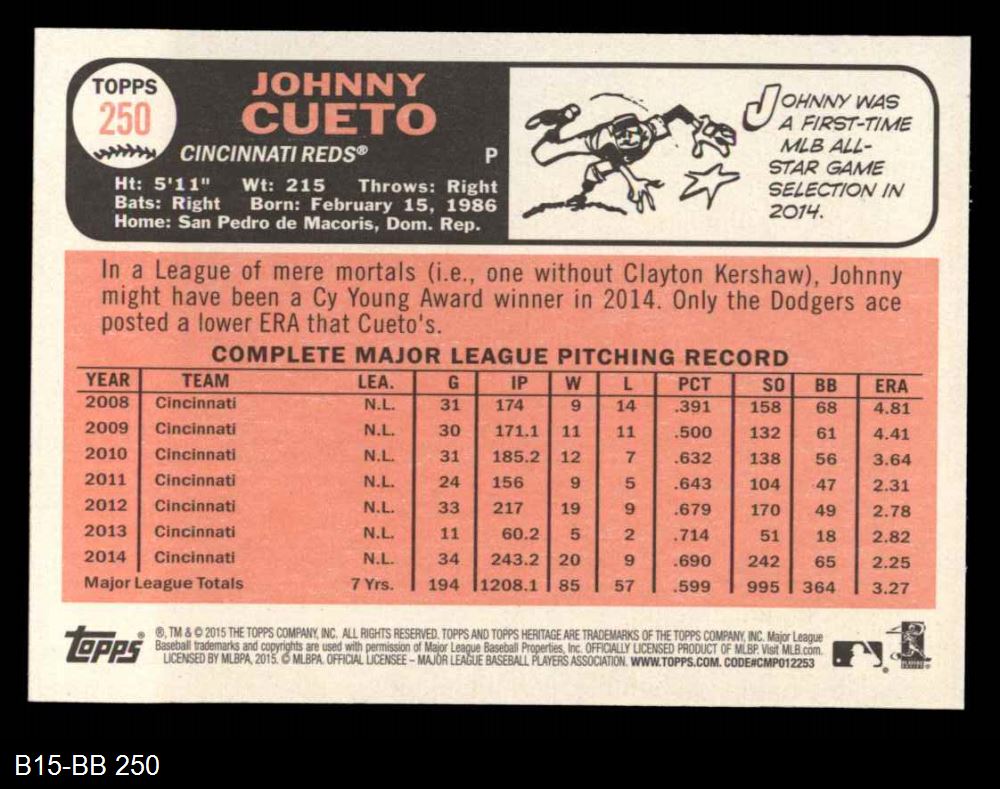 TOPPS
250
JOHNNY
CUETO
CINCINNATI REDS® P
Ht: 5'11" Wt: 215 Throws: Right
Bats: Right Born: February 15, 1986
Home: San Pedro de Macoris, Dom. Rep.
JOHNNY WAS
A FIRST-TIME
MLB ALL-
STAR GAME
SELECTION IN
2014.
In a League of mere mortals (i.e., one without Clayton Kershaw), Johnny
might have been a Cy Young Award winner in 2014. Only the Dodgers ace
posted a lower ERA that Cueto's.
COMPLETE MAJOR LEAGUE PITCHING RECORD
YEAR TEAM LEA. G IP W L PCT SO BB ERA
2008 Cincinnati N.L. 31 174 9 14 .391 158 68 4.81
2009 Cincinnati N.L. 30 171.1 11 11 .500 132 61 4.41
2010 Cincinnati N.L. 31 185.2 12 7 .632 138 56 3.64
2011 Cincinnati N.L. 24 156 9 5 .643 104 47 2.31
2012 Cincinnati N.L. 33 217 19 9 .679 170 49 2.78
2013 Cincinnati N.L. 11 60.2 5 2 .714 51 18 2.82
2014 Cincinnati N.L. 34 243.2 20 9 .690 242 65 2.25
Major League Totals 7 Yrs. 194 1208.1 85 57 .599 995 364 3.27
topps®
®, TM & © 2015 THE TOPPS COMPANY, INC. ALL RIGHTS RESERVED. TOPPS AND TOPPS HERITAGE ARE TRADEMARKS OF THE TOPPS COMPANY, INC. Major League
Baseball trademarks and copyrights are used with permission of Major League Baseball Properties, Inc. OFFICIALLY LICENSED PRODUCT OF MLBP. Visit MLB.com.
LICENSED BY MLBPA, 2015. © MLBPA. OFFICIAL LICENSEE – MAJOR LEAGUE BASEBALL PLAYERS ASSOCIATION. WWW.TOPPS.COM. CODE#CMP012253
B15-BB 250